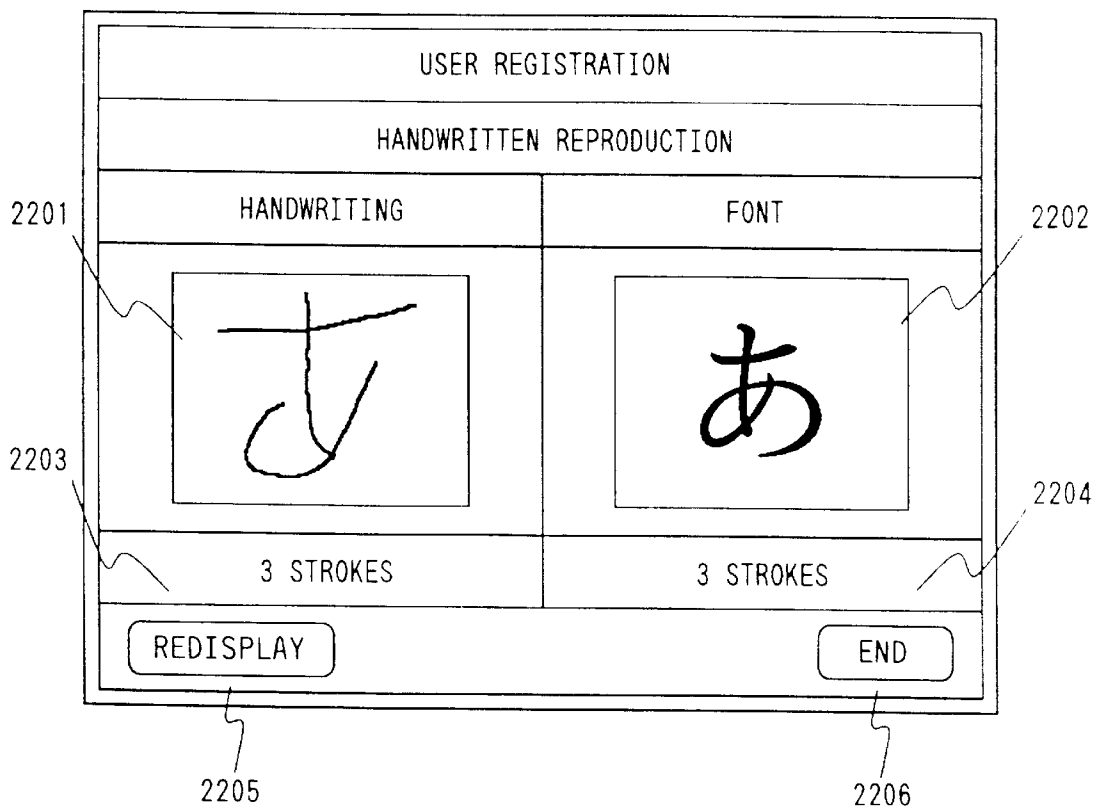 USER REGISTRATION
HANDWRITTEN REPRODUCTION
HANDWRITING FONT
2201 2202
あ
2203 2204
3 STROKES 3 STROKES
REDISPLAY END
2205 2206